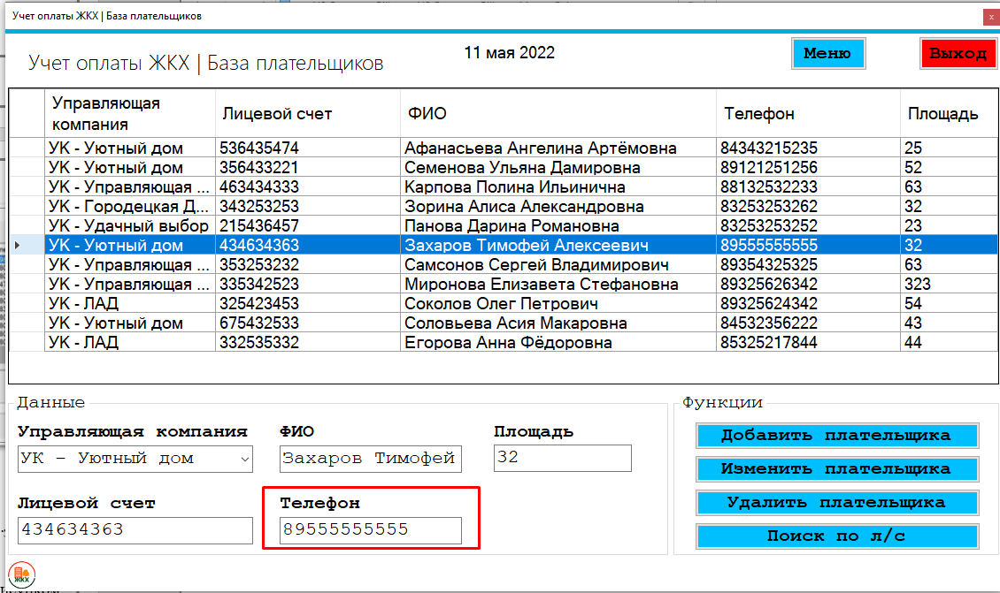 Учет оплаты ЖКХ | База плательщиков
x
Учет оплаты ЖКХ | База плательщиков
11 мая 2022
Меню
Выход
Управляющая компания Лицевой счет ФИО Телефон Площадь
УК - Уютный дом 536435474 Афанасьева Ангелина Артёмовна 84343215235 25
УК - Уютный дом 356433221 Семенова Ульяна Дамировна 89121251256 52
УК - Управляющая ... 463434333 Карпова Полина Ильинична 88132532233 63
УК - Городецкая Д... 343253253 Зорина Алиса Александровна 83253253262 32
УК - Удачный выбор 215436457 Панова Дарина Романовна 83253253252 23
УК - Уютный дом 434634363 Захаров Тимофей Алексеевич 89555555555 32
УК - Управляющая ... 353253232 Самсонов Сергей Владимирович 89354325325 63
УК - Управляющая ... 335342523 Миронова Елизавета Стефановна 89325626342 323
УК - ЛАД 325423453 Соколов Олег Петрович 89325624342 54
УК - Уютный дом 675432533 Соловьева Асия Макаровна 84532356222 43
УК - ЛАД 332535332 Егорова Анна Фёдоровна 85325217844 44
Данные
Управляющая компания ФИО Площадь
УК - Уютный дом Захаров Тимофей 32
Лицевой счет Телефон
434634363 89555555555
Функции
Добавить плательщика
Изменить плательщика
Удалить плательщика
Поиск по л/с
ЖКХ